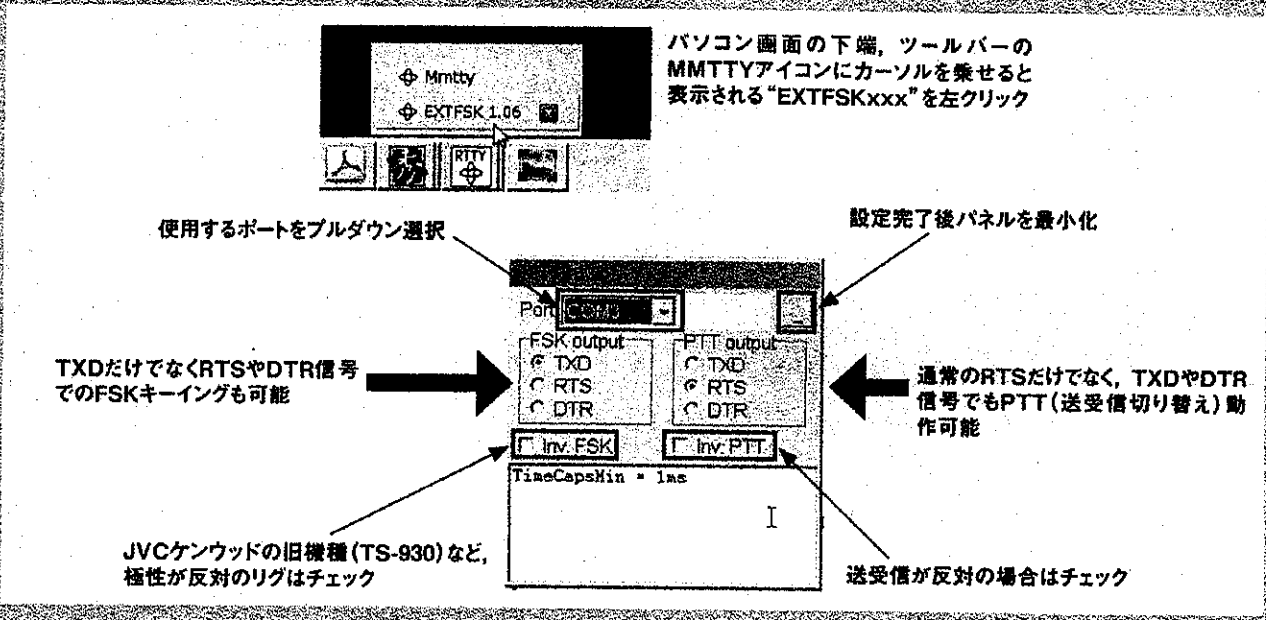 パソコン画面の下端，ツールバーの
MMTTYアイコンにカーソルを乗せると
表示される“EXTFSKxxx”を左クリック
Mmtty
EXTFSK 1.06
RTTY
使用するポートをプルダウン選択
設定完了後パネルを最小化
Port
FSK output
PTT output
TXD
TXD
RTS
RTS
DTR
DTR
Inv. FSK
Inv. PTT
TimeCapsMin = 1ms
TXDだけでなくRTSやDTR信号
でのFSKキーイングも可能
通常のRTSだけでなく，TXDやDTR
信号でもPTT（送受信切り替え）動
作可能
JVCケンウッドの旧機種（TS-930）など，
極性が反対のリグはチェック
送受信が反対の場合はチェック